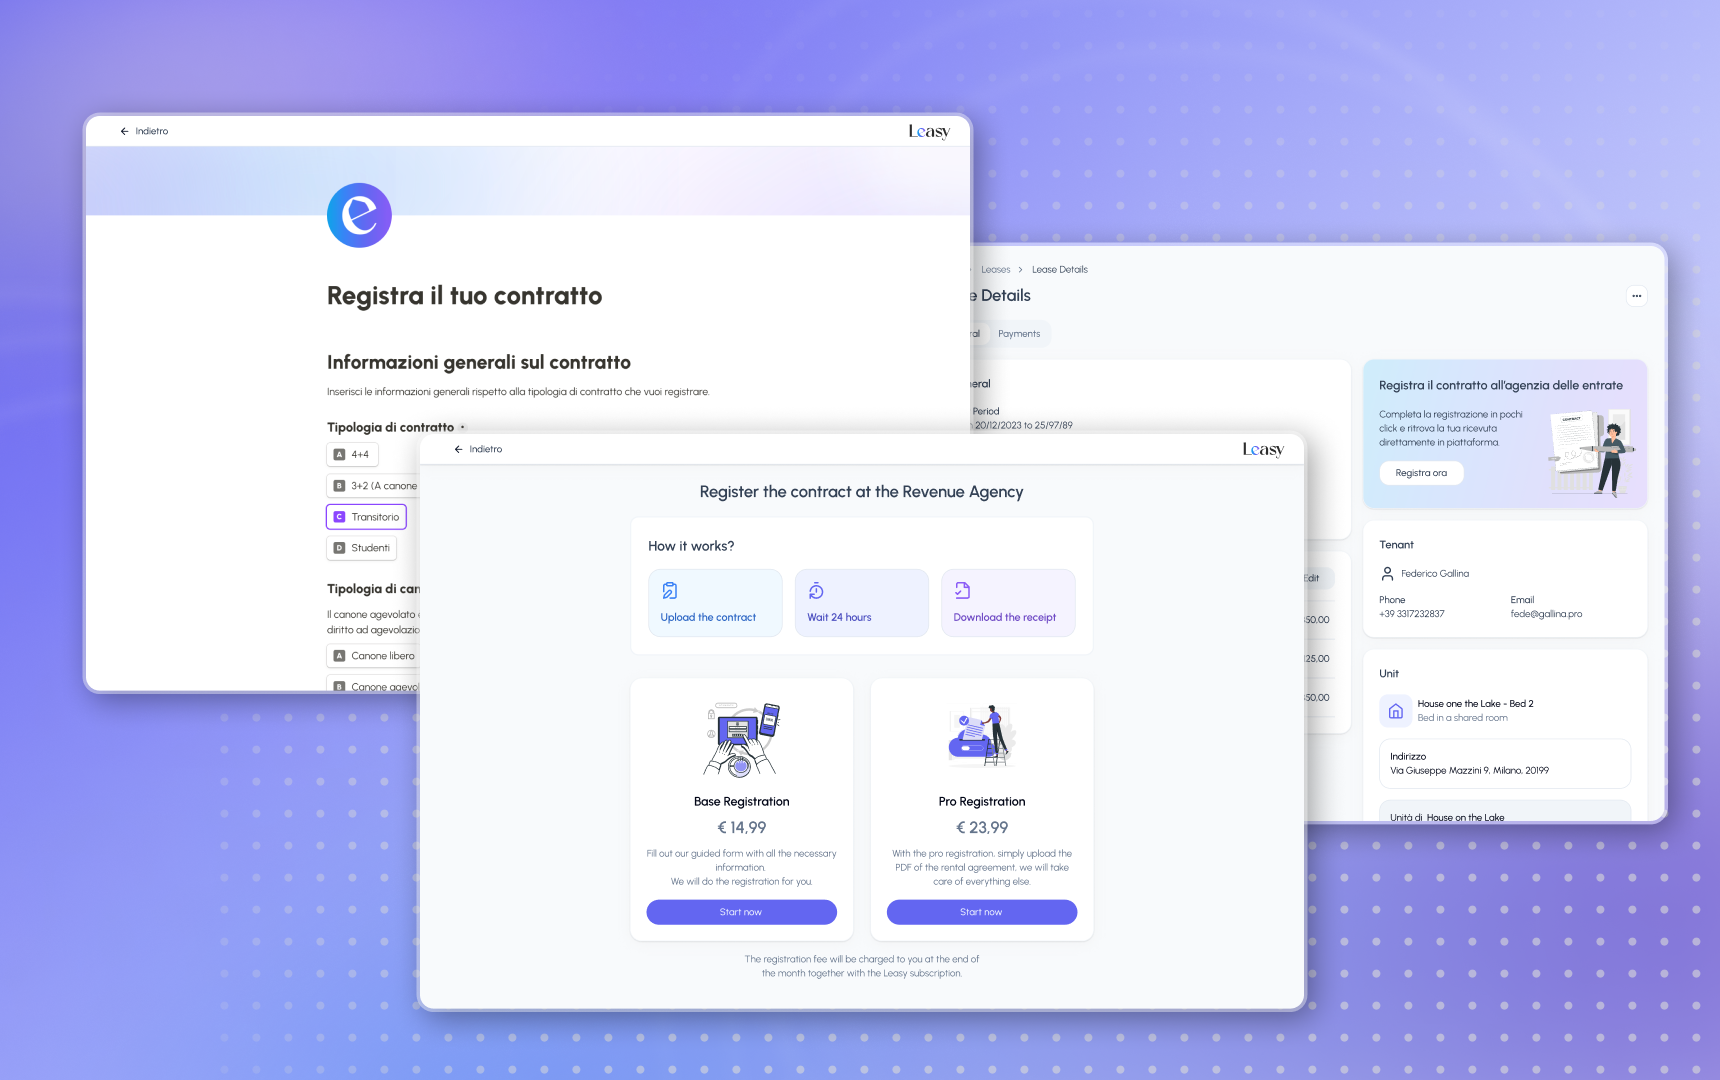 Indietro
Leasy
Registra il tuo contratto
Informazioni generali sul contratto
Inserisci le informazioni generali rispetto alla tipologia di contratto che vuoi registrare.
Tipologia di contratto *
A 4+4
B 3+2 (A canone
C Transitorio
D Studenti
Tipologia di can
Il canone agevolato
diritto ad agevolazio
A Canone libero
B Canone agevol
Leases > Lease Details
e Details
ral Payments
eral
Period
20/12/2023 to 25/97/89
Edit
50,00
25,00
50,00
Registra il contratto all'agenzia delle entrate
Completa la registrazione in pochi
click e ritrova la tua ricevuta
direttamente in piattaforma.
Registra ora
CONTRACT
Tenant
Federico Gallina
Phone Email
+39 3317232837 fede@gallina.pro
Unit
House one the Lake - Bed 2
Bed in a shared room
Indirizzo
Via Giuseppe Mazzini 9, Milano, 20199
Unità di House on the Lake
Indietro
Leasy
Register the contract at the Revenue Agency
How it works?
Upload the contract
Wait 24 hours
Download the receipt
Base Registration
€ 14,99
Fill out our guided form with all the necessary
information.
We will do the registration for you.
Start now
Pro Registration
€ 23,99
With the pro registration, simply upload the
PDF of the rental agreement, we will take
care of everything else.
Start now
The registration fee will be charged to you at the end of
the month together with the Leasy subscription.